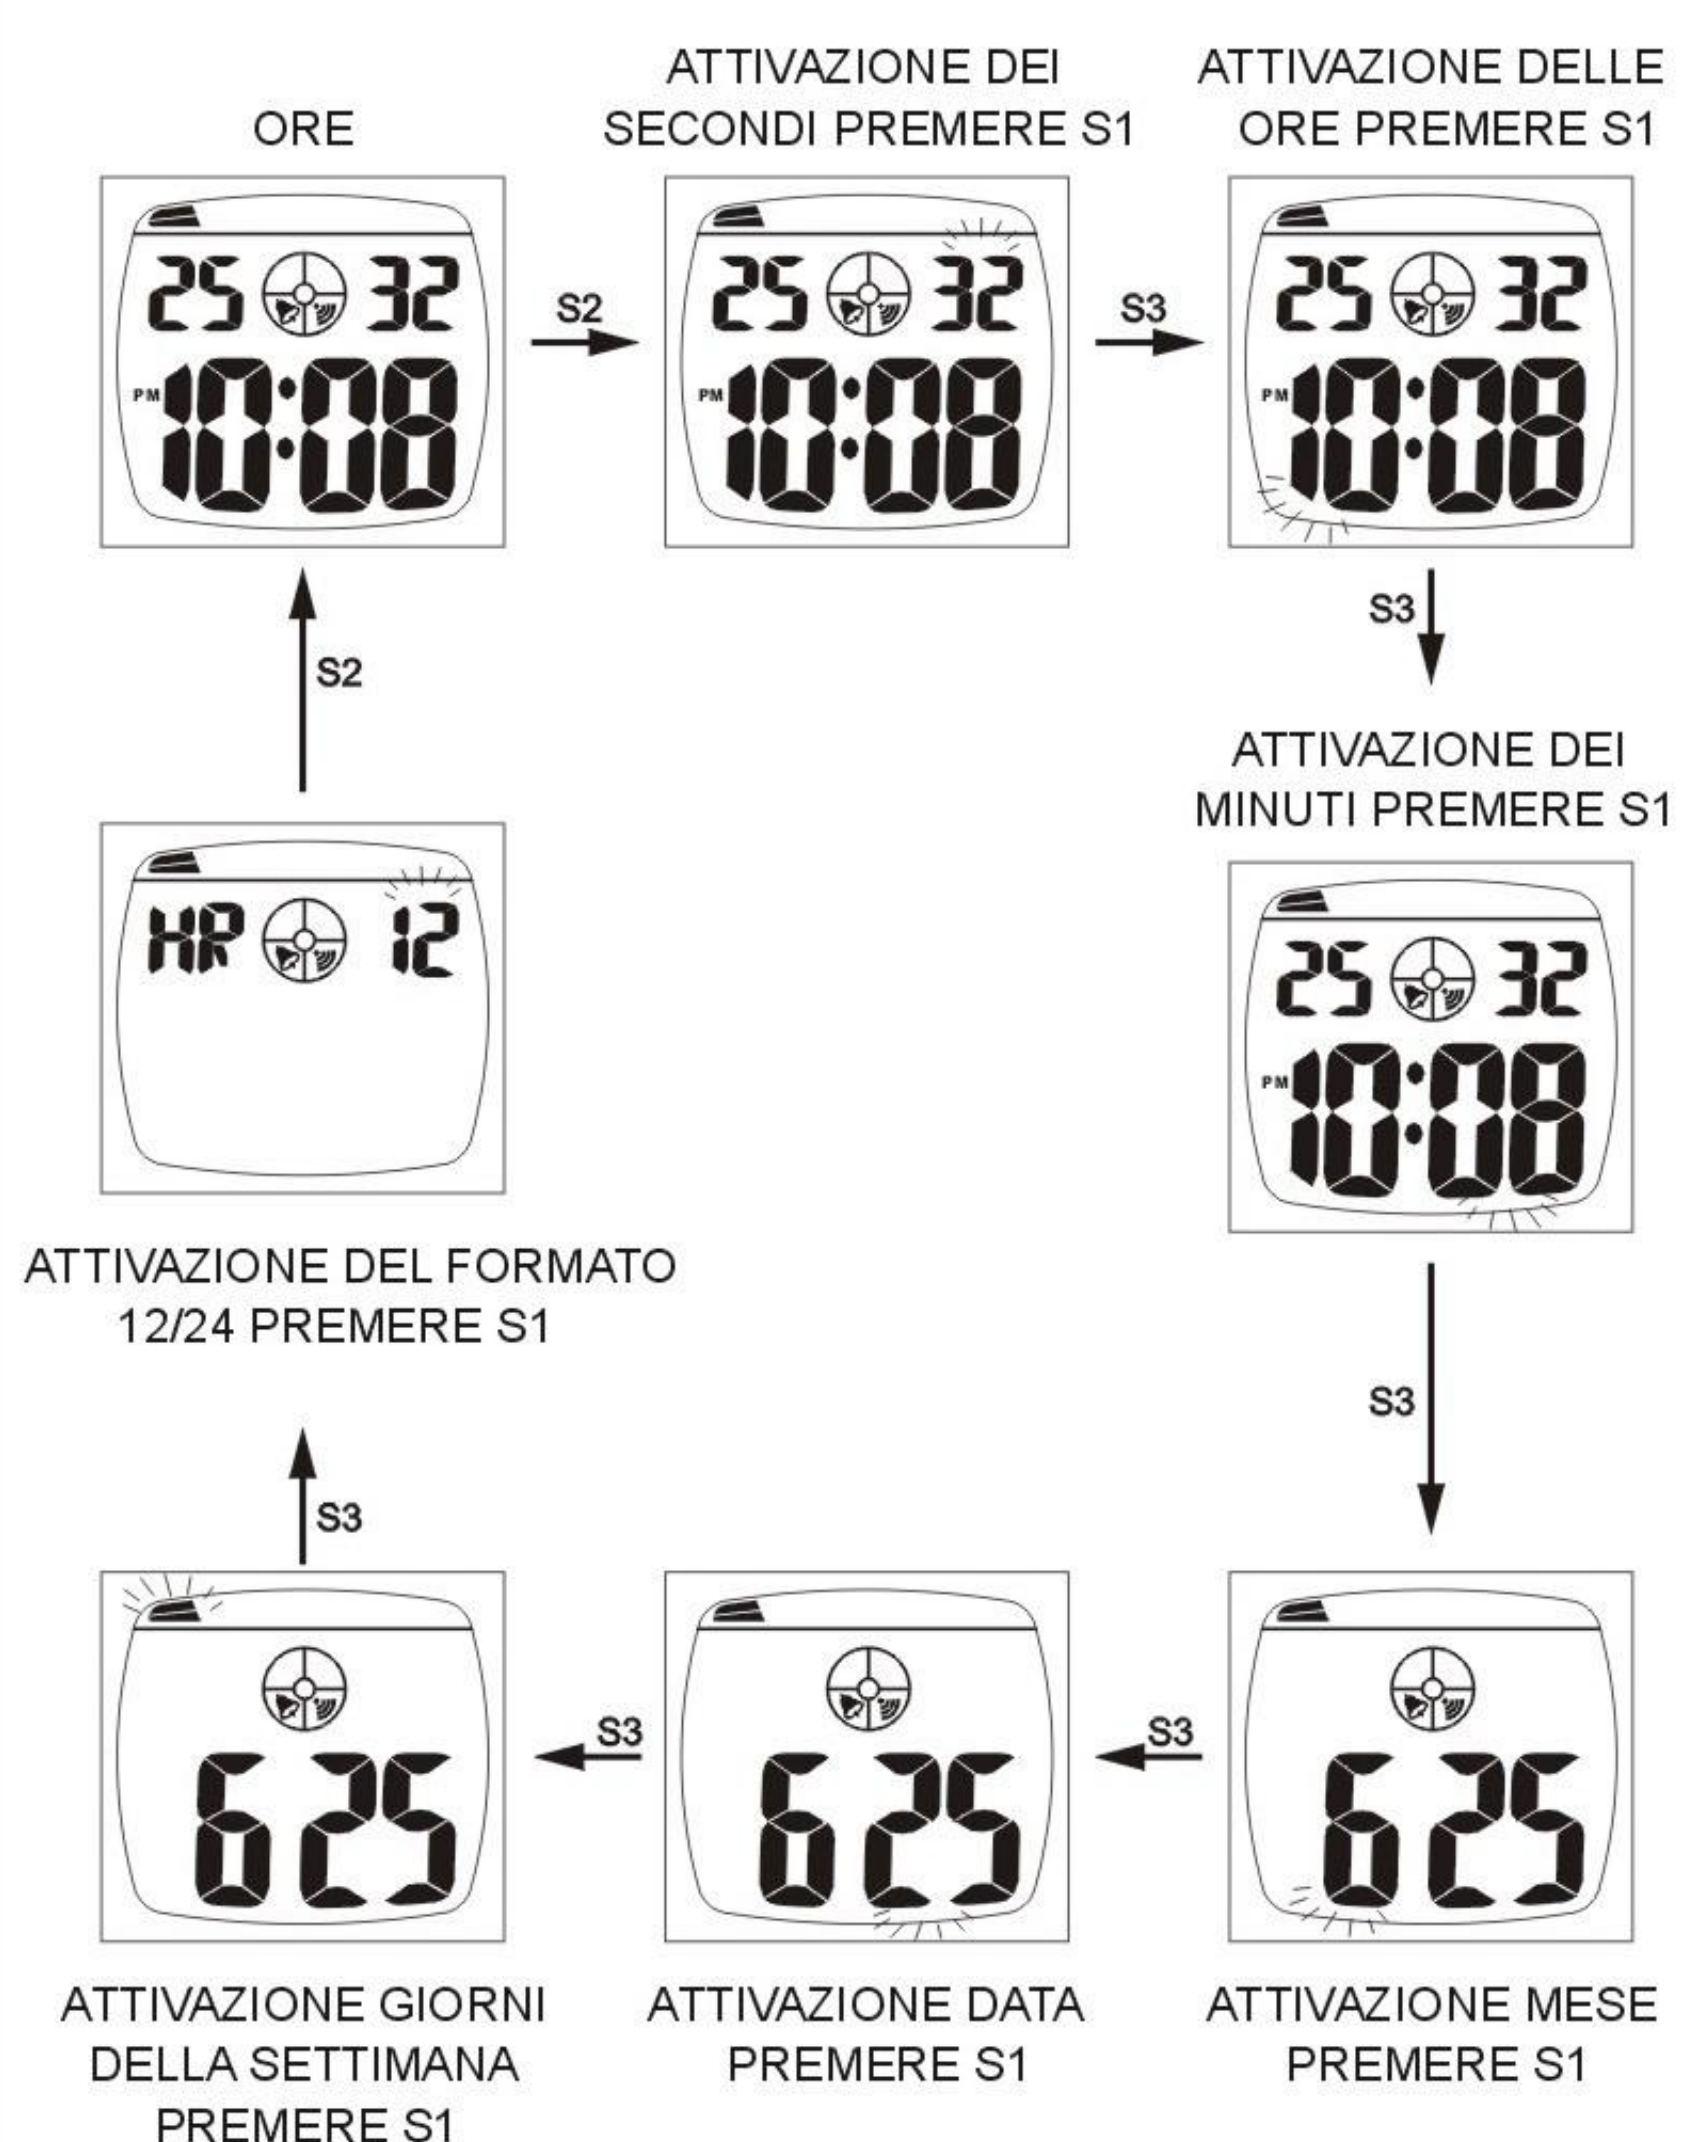 ORE
ATTIVAZIONE DEI
SECONDI PREMERE S1
ATTIVAZIONE DELLE
ORE PREMERE S1
25 32
PM 10:08
S2
25 32
PM 10:08
S3
25 32
PM 10:08
S3
ATTIVAZIONE DEI
MINUTI PREMERE S1
25 32
PM 10:08
S3
625
ATTIVAZIONE MESE
PREMERE S1
S3
625
ATTIVAZIONE DATA
PREMERE S1
S3
625
ATTIVAZIONE GIORNI
DELLA SETTIMANA
PREMERE S1
S3
ATTIVAZIONE DEL FORMATO
12/24 PREMERE S1
HR 12
S2